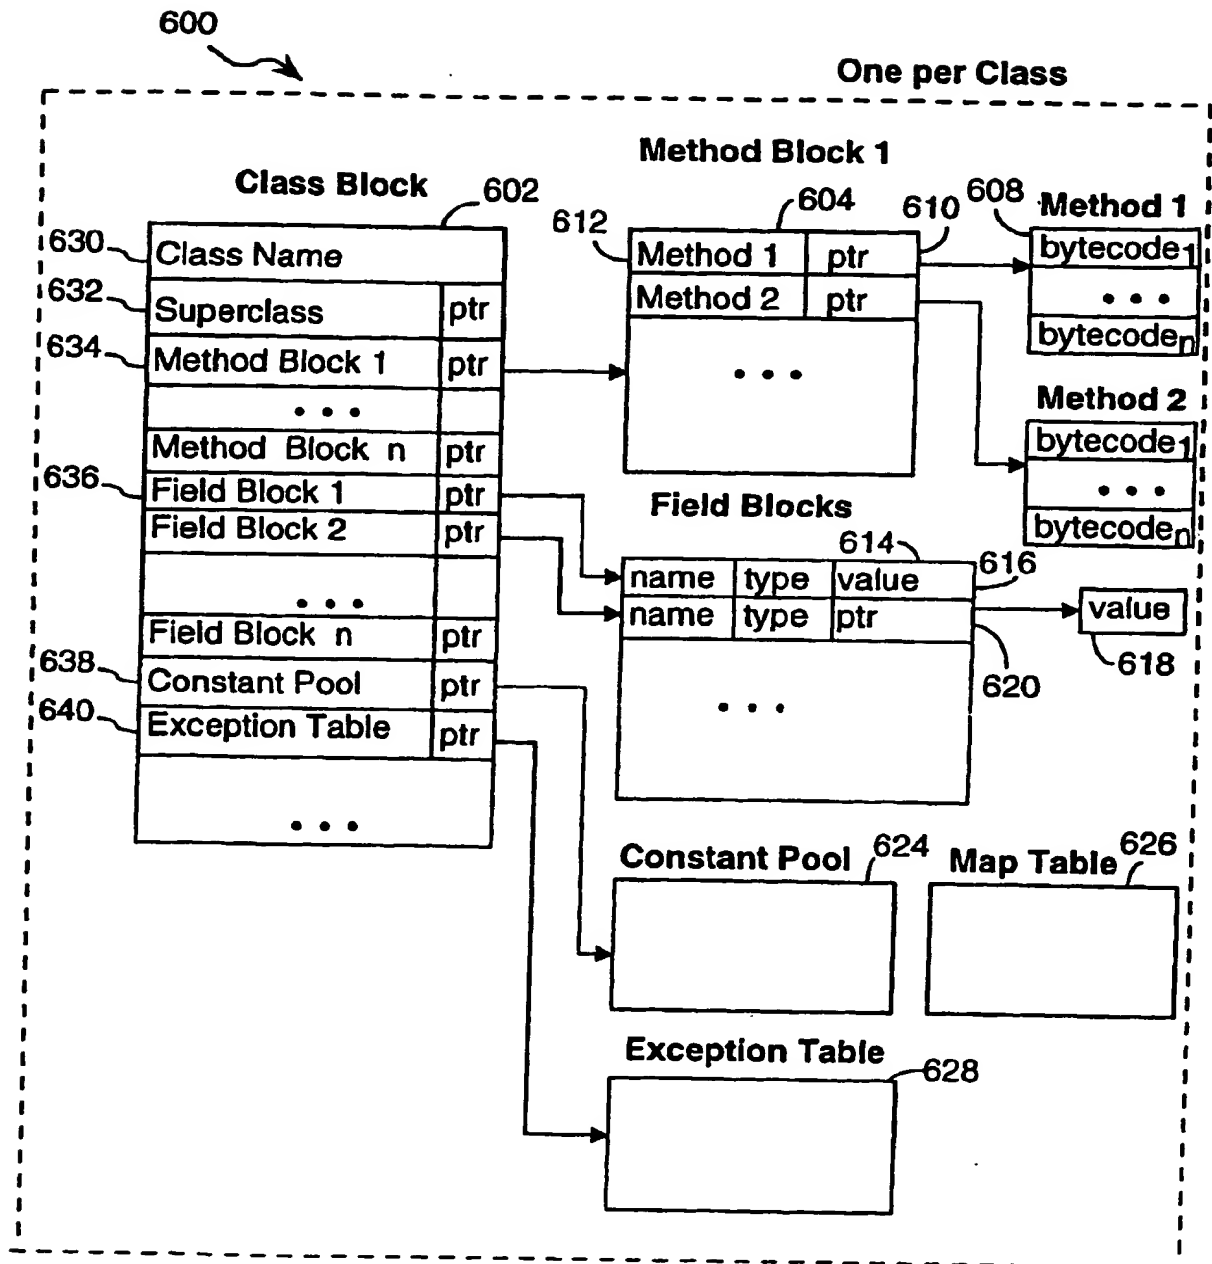 600
One per Class
Class Block
602
630
Class Name
632
Superclass ptr
634
Method Block 1 ptr
• • •
Method Block n ptr
636
Field Block 1 ptr
Field Block 2 ptr
• • •
Field Block n ptr
638
Constant Pool ptr
640
Exception Table ptr
• • •
Method Block 1
604
610
612
Method 1 ptr
Method 2 ptr
• • •
608
Method 1
bytecode1
• • •
bytecoden
Method 2
bytecode1
• • •
bytecoden
Field Blocks
614
616
name type value
name type ptr
620
• • •
value
618
Constant Pool
624
Map Table
626
Exception Table
628